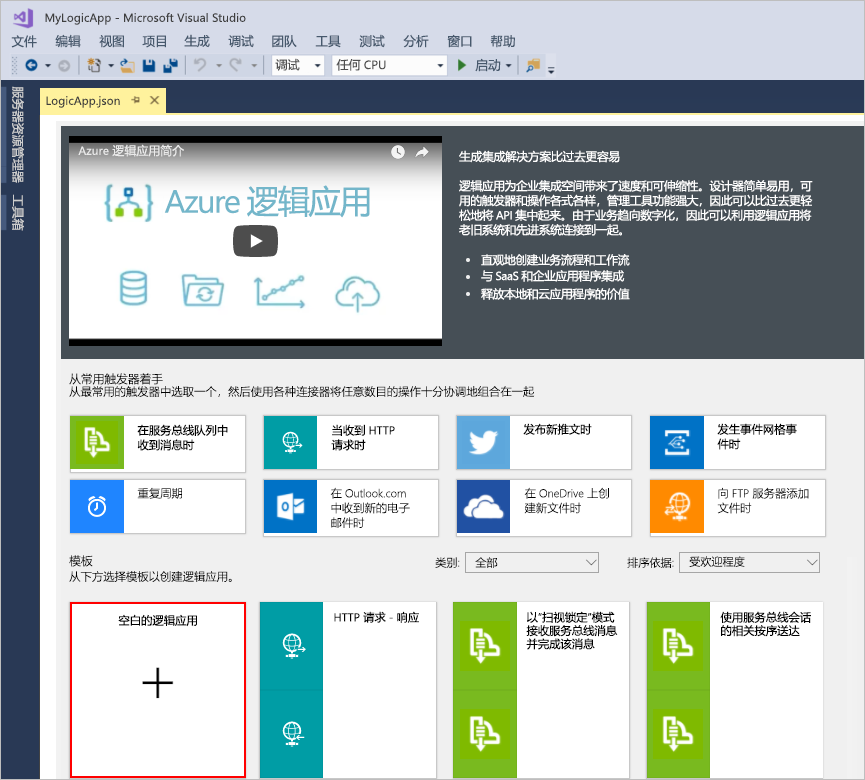 MyLogicApp - Microsoft Visual Studio
文件 编辑 视图 项目 生成 调试 团队 工具 测试 分析 窗口 帮助
调试 任何 CPU 启动
服务器资源管理器
工具箱
LogicApp.json
Azure 逻辑应用简介
Azure 逻辑应用
生成集成解决方案比过去更容易
逻辑应用为企业集成空间带来了速度和可伸缩性。设计器简单易用，可
用的触发器和操作各式各样，管理工具功能强大，因此可以比过去更轻
松地将 API 集中起来。由于业务趋向数字化，因此可以利用逻辑应用将
老旧系统和先进系统连接到一起。
• 直观地创建业务流程和工作流
• 与 SaaS 和企业应用程序集成
• 释放本地和云应用程序的价值
从常用触发器着手
从最常用的触发器中选取一个，然后使用各种连接器将任意数目的操作十分协调地组合在一起
在服务总线队列中
收到消息时
当收到 HTTP
请求时
发布新推文时
发生事件网格事
件时
重复周期
在 Outlook.com
中收到新的电子
邮件时
在 OneDrive 上创
建新文件时
向 FTP 服务器添加
文件时
模板
从下方选择模板以创建逻辑应用。
类别: 全部
排序依据: 受欢迎程度
空白的逻辑应用
HTTP 请求 - 响应
以“扫视锁定”模式
接收服务总线消息
并完成该消息
使用服务总线会话
的相关按序送达